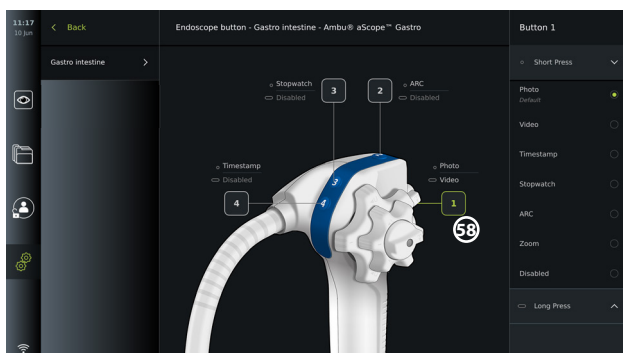 11:17
10 Jun
Back
Gastro intestine
Endoscope button - Gastro intestine - Ambu® aScope™ Gastro
Stopwatch
Disabled
3
2
ARC
Disabled
Timestamp
Disabled
4
Photo
Video
1
58
2
3
4
Button 1
Short Press
Photo
Default
Video
Timestamp
Stopwatch
ARC
Zoom
Disabled
Long Press